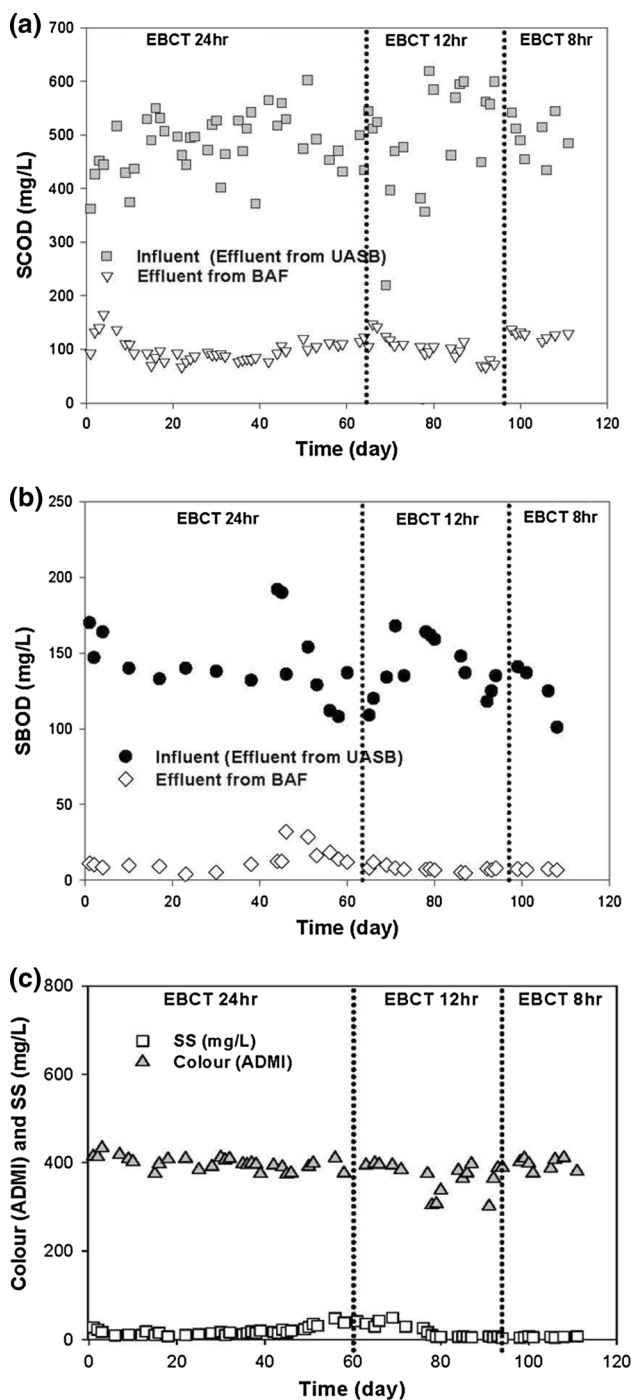 (a)
EBCT 24hr EBCT 12hr EBCT 8hr
700
600
500
400
300
200
100
0
SCOD (mg/L)
Influent (Effluent from UASB)
Effluent from BAF
0 20 40 60 80 100 120
Time (day)
(b)
EBCT 24hr EBCT 12hr EBCT 8hr
250
200
150
100
50
0
SBOD (mg/L)
Influent (Effluent from UASB)
Effluent from BAF
0 20 40 60 80 100 120
Time (day)
(c)
EBCT 24hr EBCT 12hr EBCT 8hr
800
600
400
200
0
Colour (ADMI) and SS (mg/L)
SS (mg/L)
Colour (ADMI)
0 20 40 60 80 100 120
Time (day)